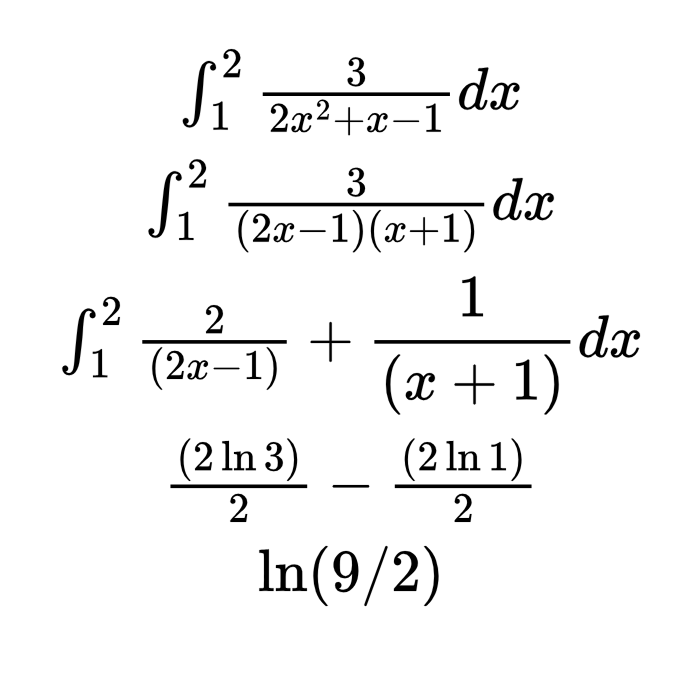 ∫₁² 3/(2x²+x−1) dx
∫₁² 3/((2x−1)(x+1)) dx
∫₁² 2/(2x−1) + 1/(x + 1) dx
(2 ln 3)/2 − (2 ln 1)/2
ln(9/2)